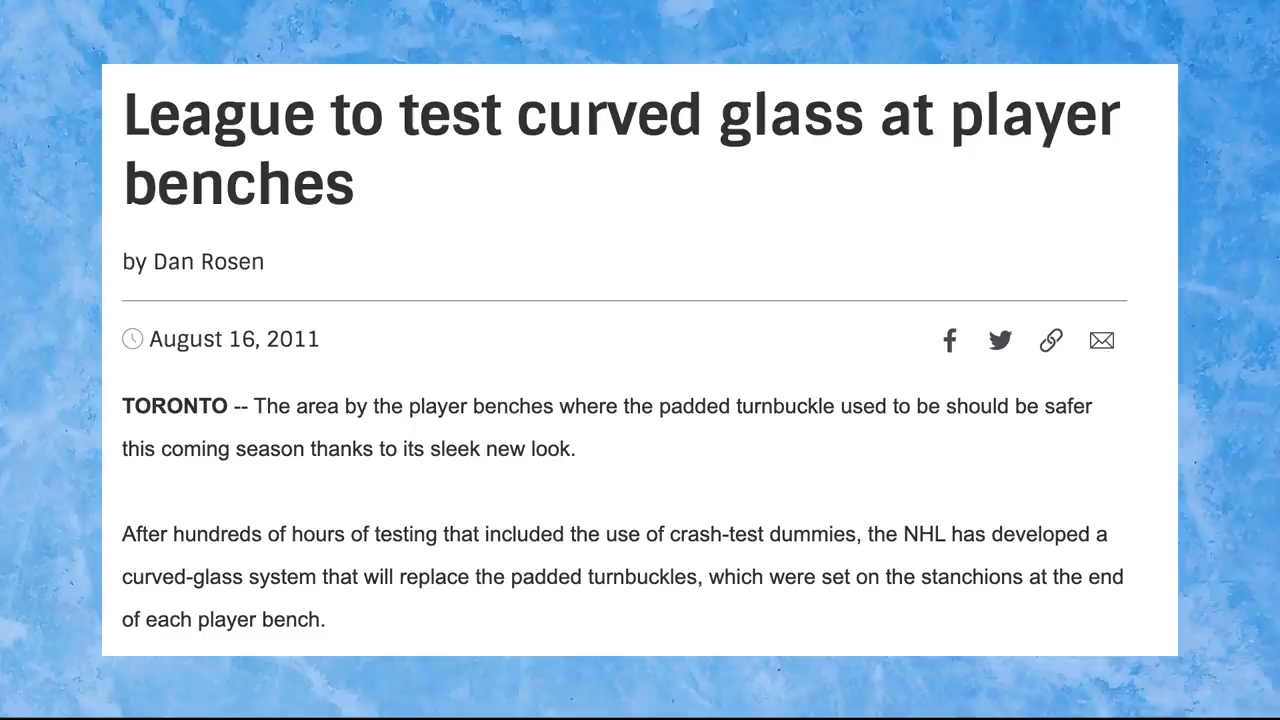 League to test curved glass at player
benches
by Dan Rosen
August 16, 2011
TORONTO -- The area by the player benches where the padded turnbuckle used to be should be safer
this coming season thanks to its sleek new look.
After hundreds of hours of testing that included the use of crash-test dummies, the NHL has developed a
curved-glass system that will replace the padded turnbuckles, which were set on the stanchions at the end
of each player bench.